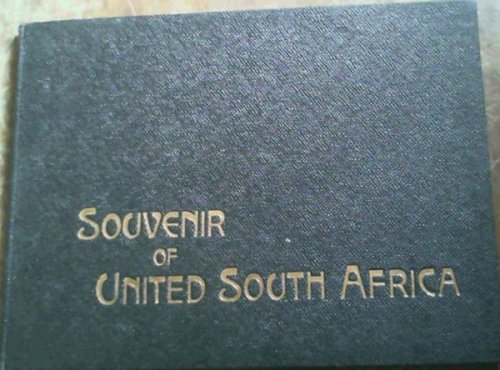 SOUVENIR
OF
UNITED SOUTH AFRICA